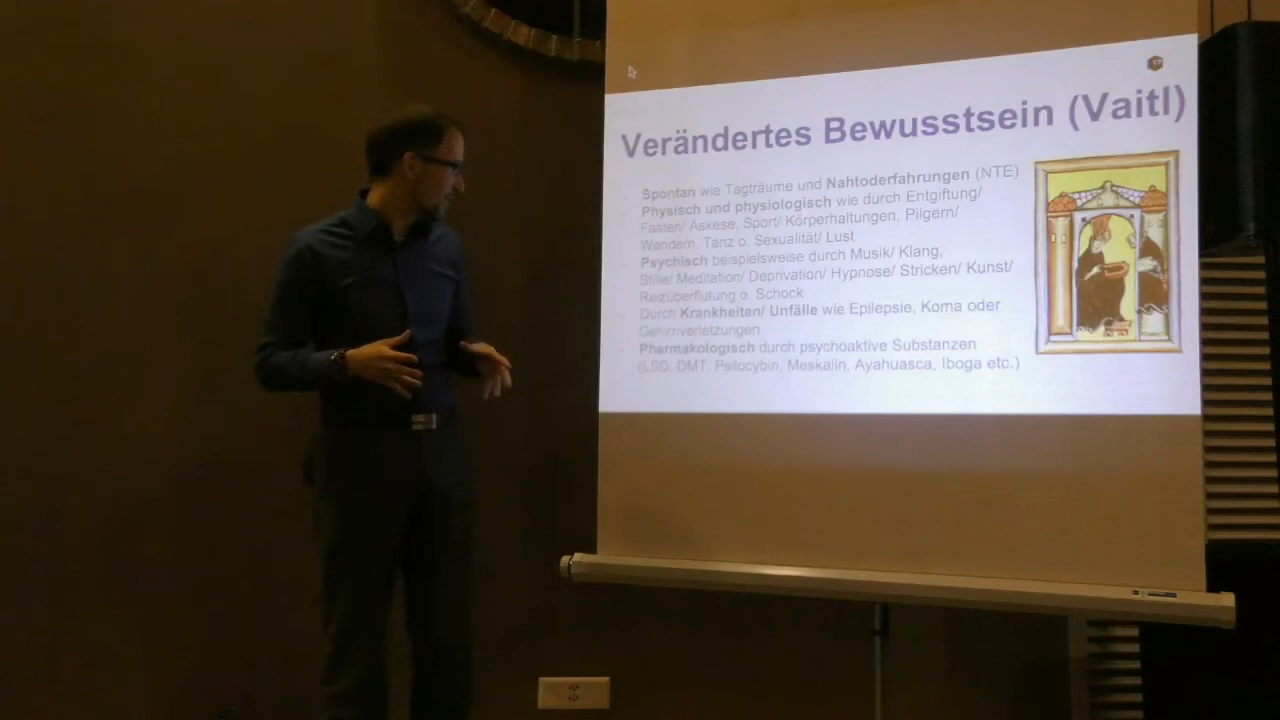 Verändertes Bewusstsein (Vaitl)
Spontan wie Tagträume und Nahtoderfahrungen (NTE)
Physisch und physiologisch wie durch Entgiftung/
Fasten/ Askese, Sport/ Körperhaltungen, Pilgern/
Wandern, Tanz o. Sexualität/ Lust
Psychisch beispielsweise durch Musik/ Klang,
Stille/ Meditation/ Deprivation/ Hypnose/ Stricken/ Kunst/
Reizüberflutung o. Schock
Durch Krankheiten/ Unfälle wie Epilepsie, Koma oder
Gehirnverletzungen
Pharmakologisch durch psychoaktive Substanzen
(LSD, DMT, Psilocybin, Meskalin, Ayahuasca, Iboga etc.)